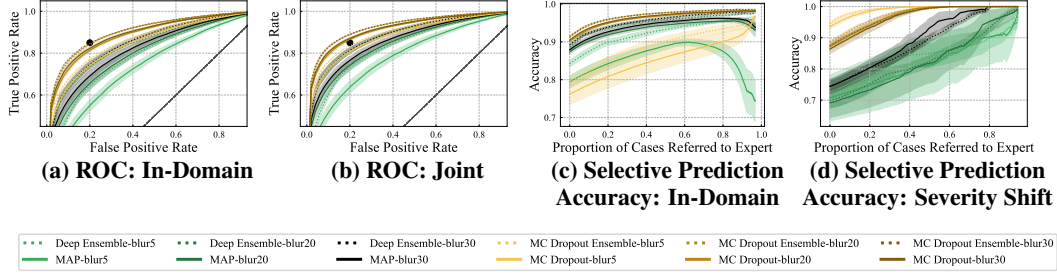 1.0
0.8
0.6
0.0 0.2 0.4 0.6 0.8
True Positive Rate
False Positive Rate
(a) ROC: In-Domain
1.0
0.8
0.6
0.0 0.2 0.4 0.6 0.8
True Positive Rate
False Positive Rate
(b) ROC: Joint
1.0
0.9
0.8
0.7
0.0 0.2 0.4 0.6 0.8 1.0
Accuracy
Proportion of Cases Referred to Expert
(c) Selective Prediction
Accuracy: In-Domain
1.0
0.9
0.8
0.7
0.0 0.2 0.4 0.6 0.8
Accuracy
Proportion of Cases Referred to Expert
(d) Selective Prediction
Accuracy: Severity Shift
Deep Ensemble-blur5 Deep Ensemble-blur20 Deep Ensemble-blur30 MC Dropout Ensemble-blur5 MC Dropout Ensemble-blur20 MC Dropout Ensemble-blur30
MAP-blur5 MAP-blur20 MAP-blur30 MC Dropout-blur5 MC Dropout-blur20 MC Dropout-blur30